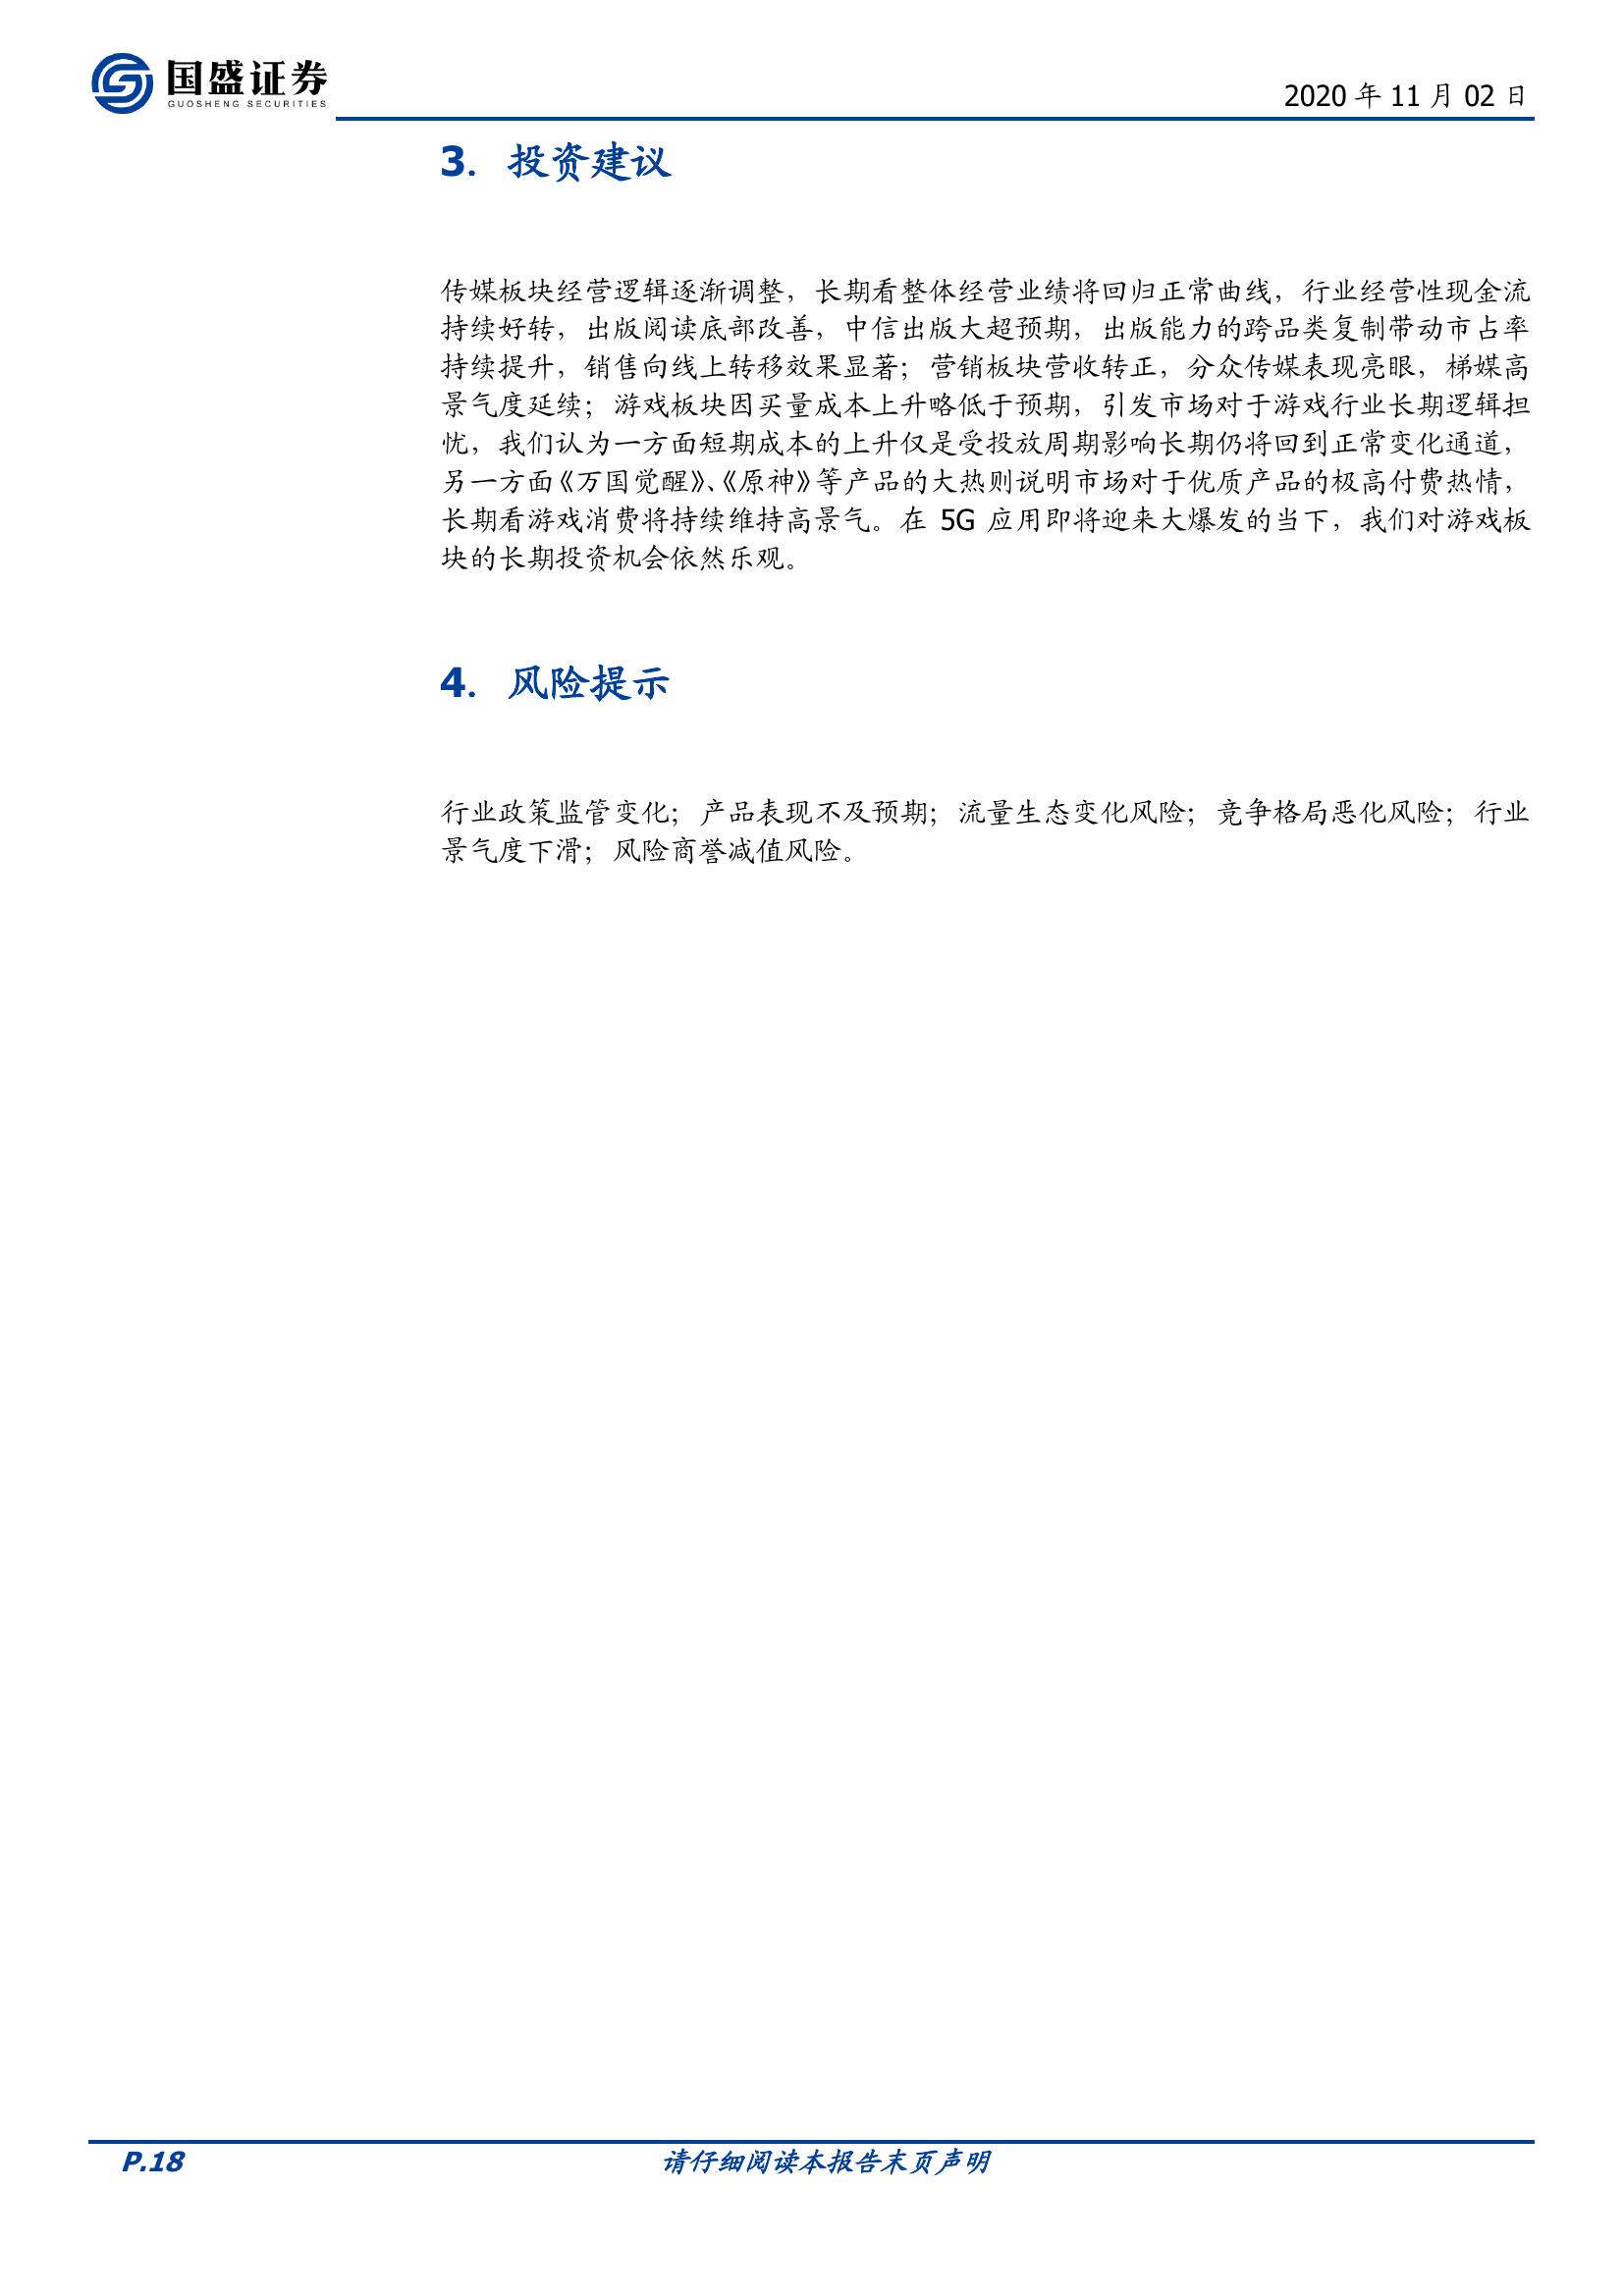 国盛证券
GUOSHENG SECURITIES
2020 年 11 月 02 日
3. 投资建议
传媒板块经营逻辑逐渐调整，长期看整体经营业绩将回归正常曲线，行业经营性现金流
持续好转，出版阅读底部改善，中信出版大超预期，出版能力的跨品类复制带动市占率
持续提升，销售向线上转移效果显著；营销板块营收转正，分众传媒表现亮眼，梯媒高
景气度延续；游戏板块因买量成本上升略低于预期，引发市场对于游戏行业长期逻辑担
忧，我们认为一方面短期成本的上升仅是受投放周期影响长期仍将回到正常变化通道，
另一方面《万国觉醒》、《原神》等产品的大热则说明市场对于优质产品的极高付费热情，
长期看游戏消费将持续维持高景气。在 5G 应用即将迎来大爆发的当下，我们对游戏板
块的长期投资机会依然乐观。
4. 风险提示
行业政策监管变化；产品表现不及预期；流量生态变化风险；竞争格局恶化风险；行业
景气度下滑；风险商誉减值风险。
P.18
请仔细阅读本报告末页声明